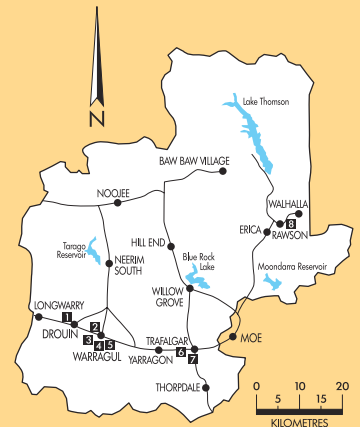 N
Lake Thomson
BAW BAW VILLAGE
NOOJEE
WALHALLA
8
ERICA
RAWSON
Tarago
Reservoir
HILL END
NEERIM
SOUTH
Blue Rock
Lake
Moondarra Reservoir
WILLOW
GROVE
LONGWARRY
1
DROUIN
2
3
4 5
WARRAGUL
TRAFALGAR
MOE
6
7
YARRAGON
THORPDALE
0 5 10 20
KILOMETRES